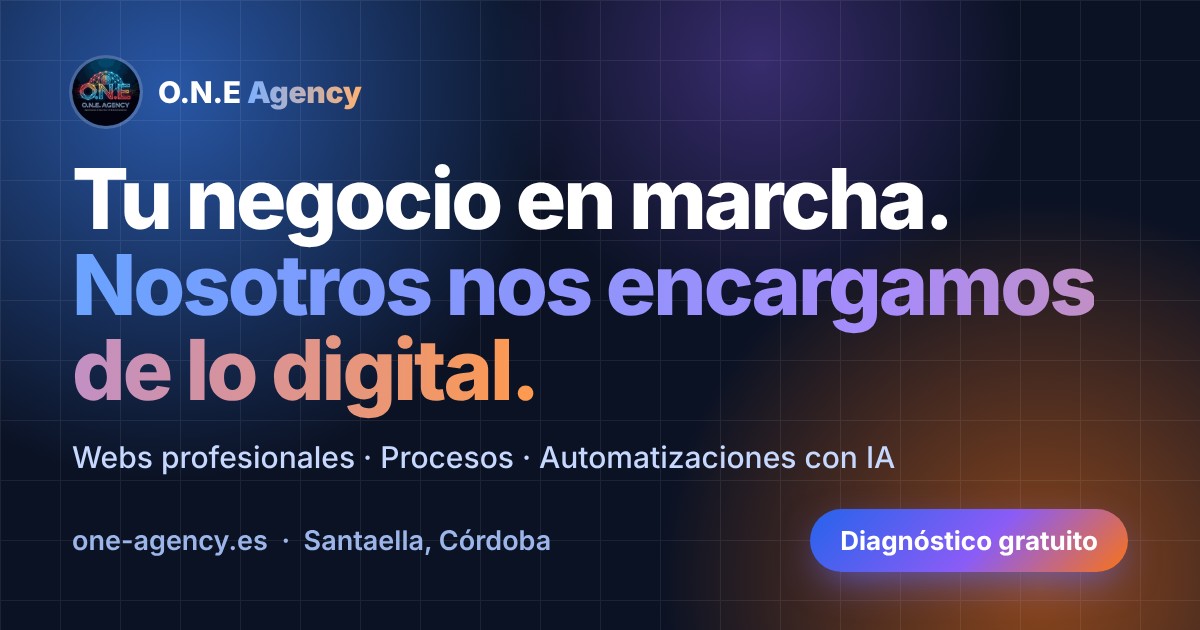 O.N.E
O.N.E. AGENCY
O.N.E Agency
Tu negocio en marcha.
Nosotros nos encargamos
de lo digital.
Webs profesionales · Procesos · Automatizaciones con IA
one-agency.es · Santaella, Córdoba
Diagnóstico gratuito